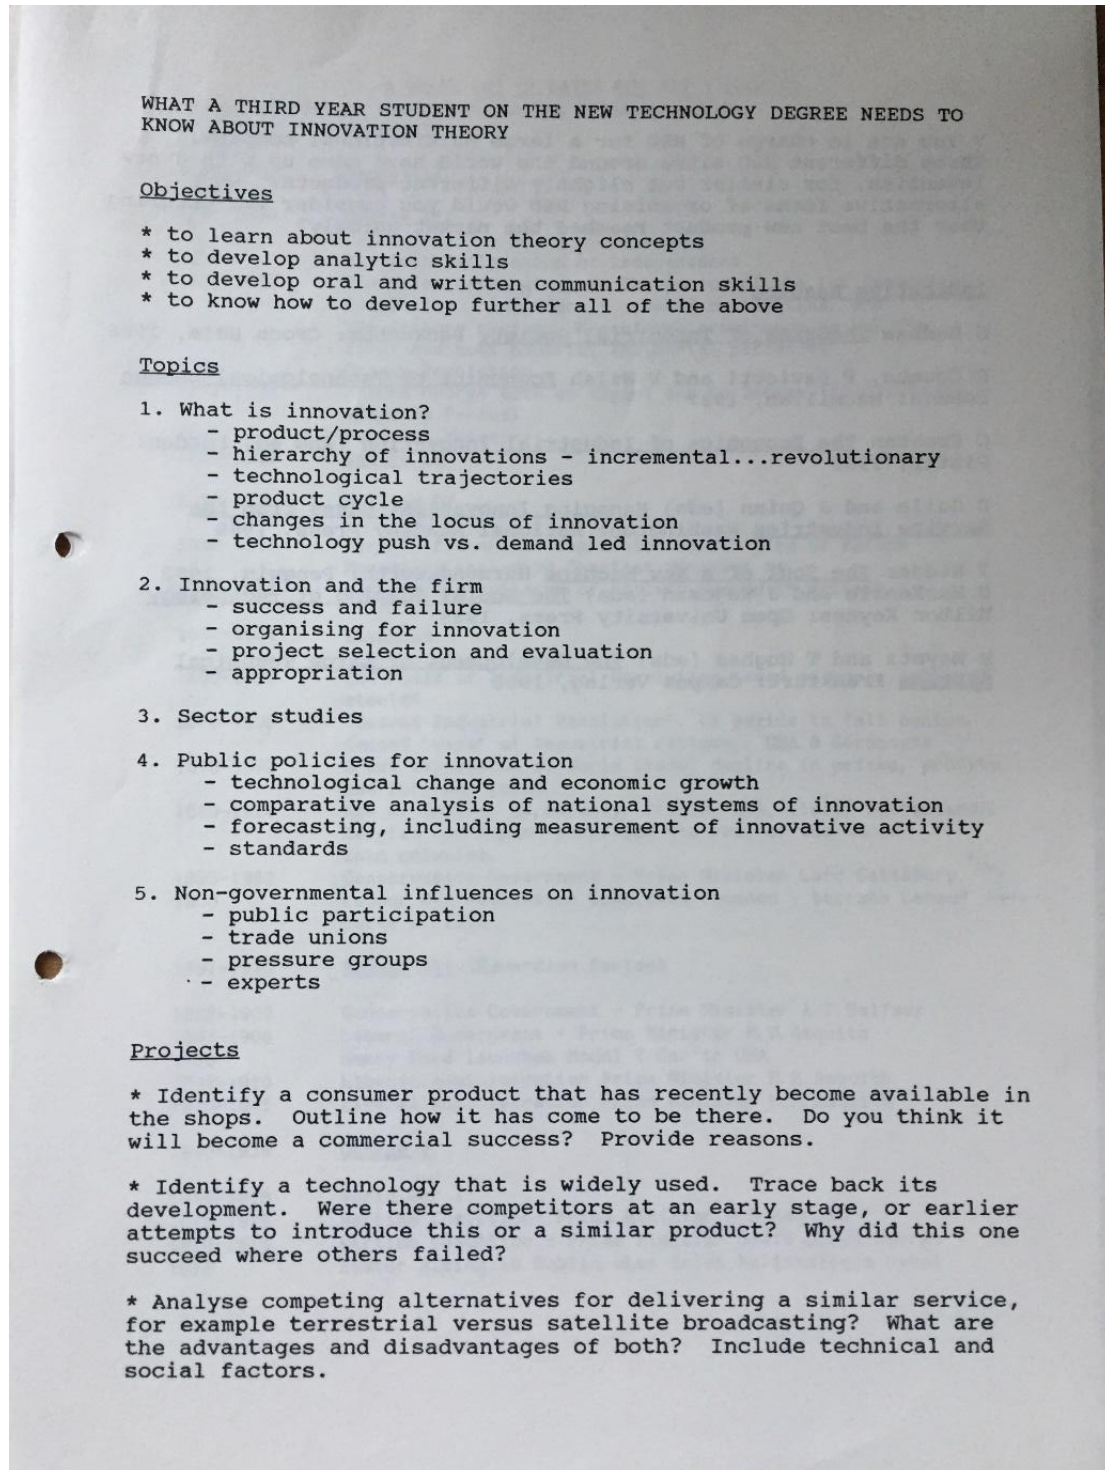 WHAT A THIRD YEAR STUDENT ON THE NEW TECHNOLOGY DEGREE NEEDS TO
KNOW ABOUT INNOVATION THEORY
Objectives
* to learn about innovation theory concepts
* to develop analytic skills
* to develop oral and written communication skills
* to know how to develop further all of the above
Topics
1. What is innovation?
- product/process
- hierarchy of innovations - incremental...revolutionary
- technological trajectories
- product cycle
- changes in the locus of innovation
- technology push vs. demand led innovation
2. Innovation and the firm
- success and failure
- organising for innovation
- project selection and evaluation
- appropriation
3. Sector studies
4. Public policies for innovation
- technological change and economic growth
- comparative analysis of national systems of innovation
- forecasting, including measurement of innovative activity
- standards
5. Non-governmental influences on innovation
- public participation
- trade unions
- pressure groups
- experts
Projects
* Identify a consumer product that has recently become available in
the shops. Outline how it has come to be there. Do you think it
will become a commercial success? Provide reasons.
* Identify a technology that is widely used. Trace back its
development. Were there competitors at an early stage, or earlier
attempts to introduce this or a similar product? Why did this one
succeed where others failed?
* Analyse competing alternatives for delivering a similar service,
for example terrestrial versus satellite broadcasting? What are
the advantages and disadvantages of both? Include technical and
social factors.